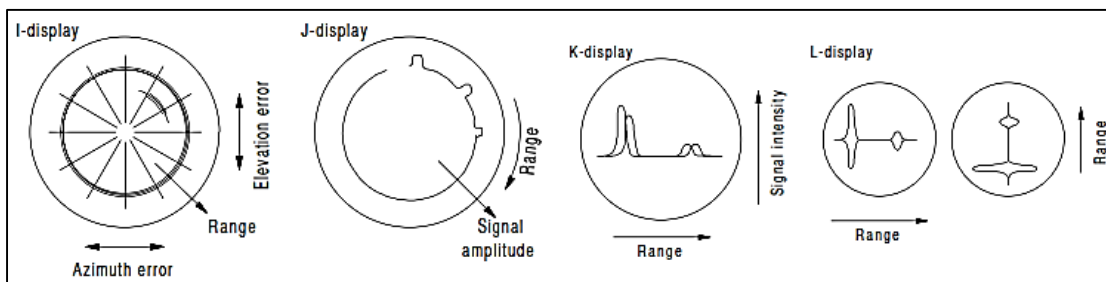 I-display
Elevation error
Range
Azimuth error
J-display
Range
Signal
amplitude
K-display
Signal intensity
Range
L-display
Range
Range